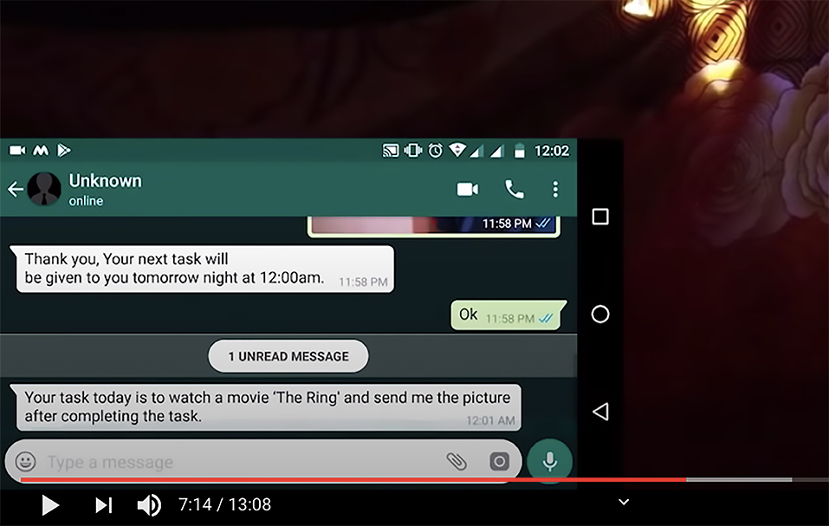 12:02
Unknown
online
11:58 PM
Thank you, Your next task will
be given to you tomorrow night at 12:00am. 11:58 PM
Ok 11:58 PM
1 UNREAD MESSAGE
Your task today is to watch a movie ‘The Ring' and send me the picture
after completing the task. 12:01 AM
Type a message
7:14 / 13:08